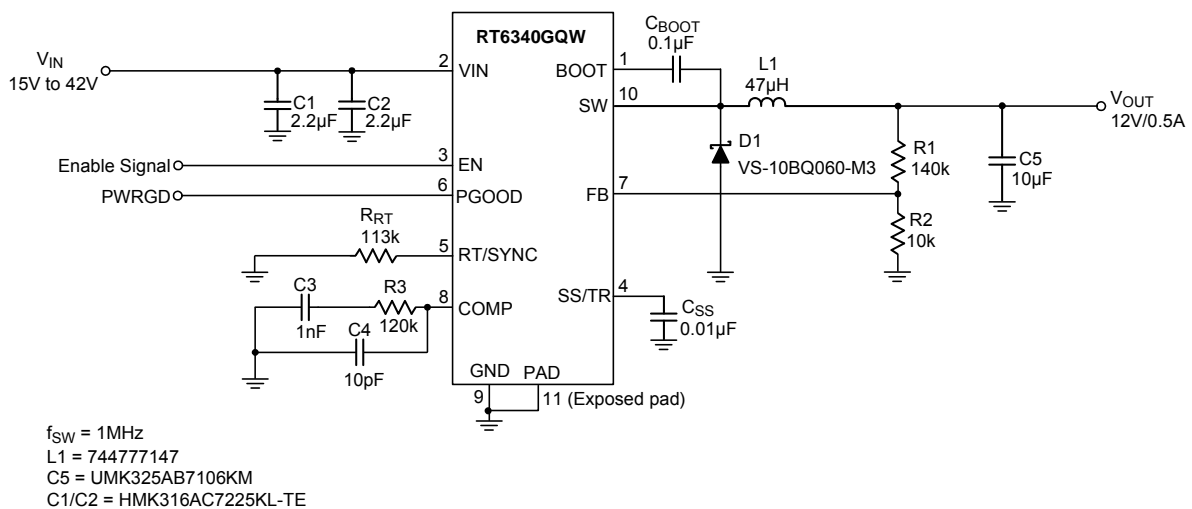 RT6340GQW
VIN
15V to 42V
2
VIN
C1
2.2µF
C2
2.2µF
Enable Signal
3
EN
PWRGD
6
PGOOD
RRT
113k
5
RT/SYNC
C3
1nF
R3
120k
8
COMP
C4
10pF
BOOT
1
CBOOT
0.1µF
SW
10
L1
47µH
VOUT
12V/0.5A
D1
VS-10BQ060-M3
R1
140k
C5
10µF
FB
7
R2
10k
SS/TR
4
CSS
0.01µF
GND
PAD
9
11 (Exposed pad)
fSW = 1MHz
L1 = 744777147
C5 = UMK325AB7106KM
C1/C2 = HMK316AC7225KL-TE